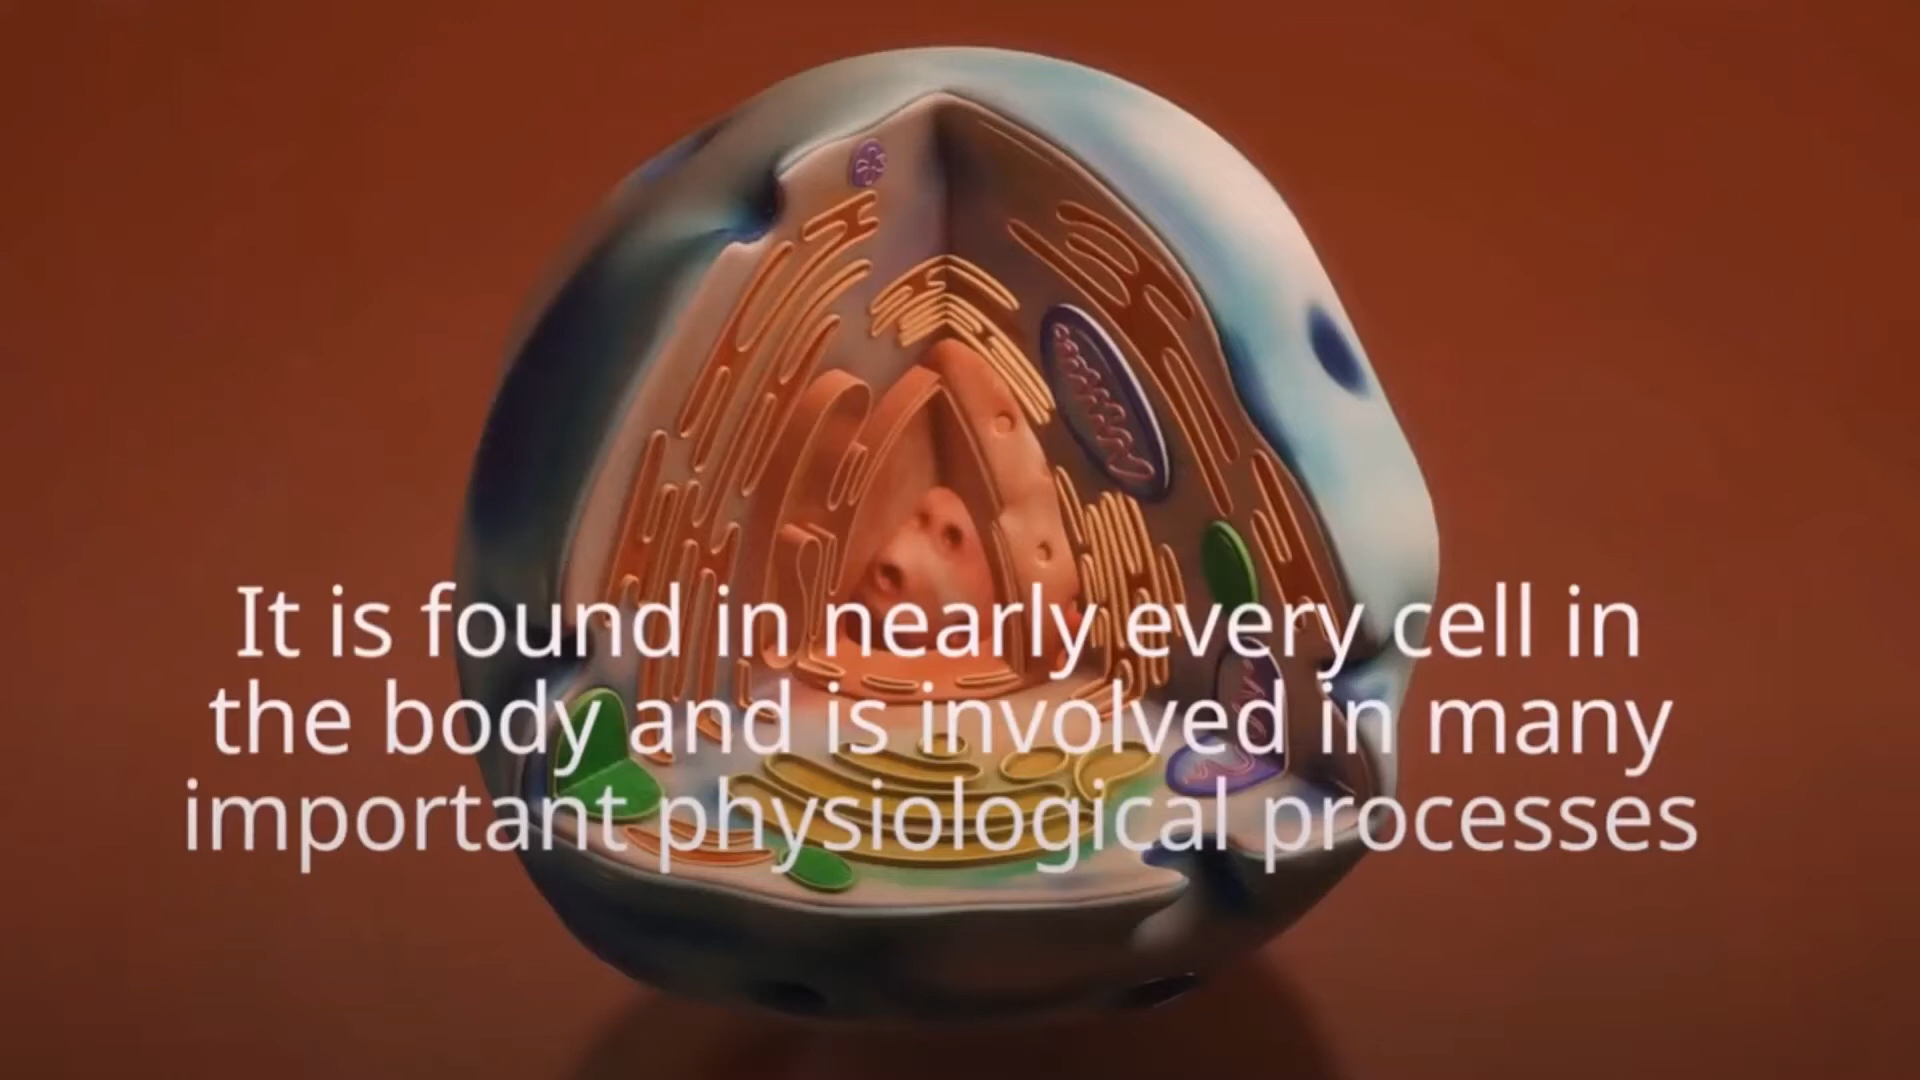 It is found in nearly every cell in
the body and is involved in many
important physiological processes